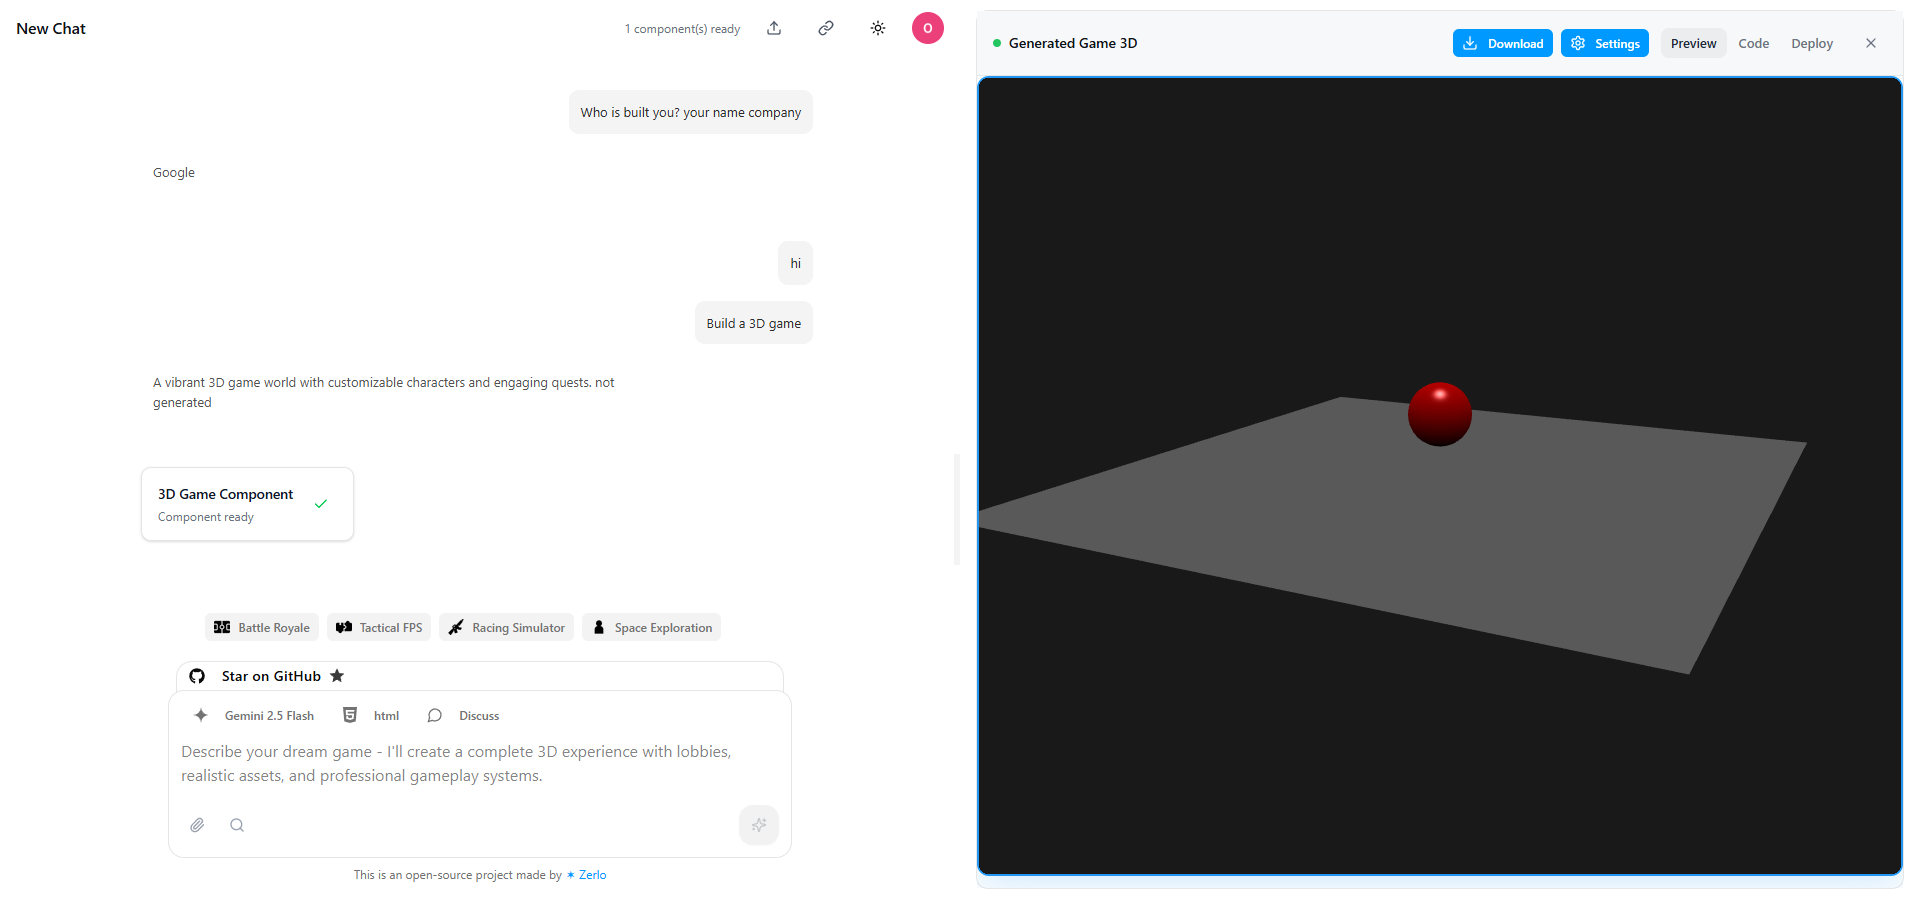 New Chat
1 component(s) ready
O
Who is built you? your name company
Google
hi
Build a 3D game
A vibrant 3D game world with customizable characters and engaging quests. not
generated
3D Game Component
Component ready
Battle Royale
Tactical FPS
Racing Simulator
Space Exploration
Star on GitHub
Gemini 2.5 Flash
html
Discuss
Describe your dream game - I'll create a complete 3D experience with lobbies,
realistic assets, and professional gameplay systems.
This is an open-source project made by ✶ Zerlo
Generated Game 3D
Download
Settings
Preview
Code
Deploy